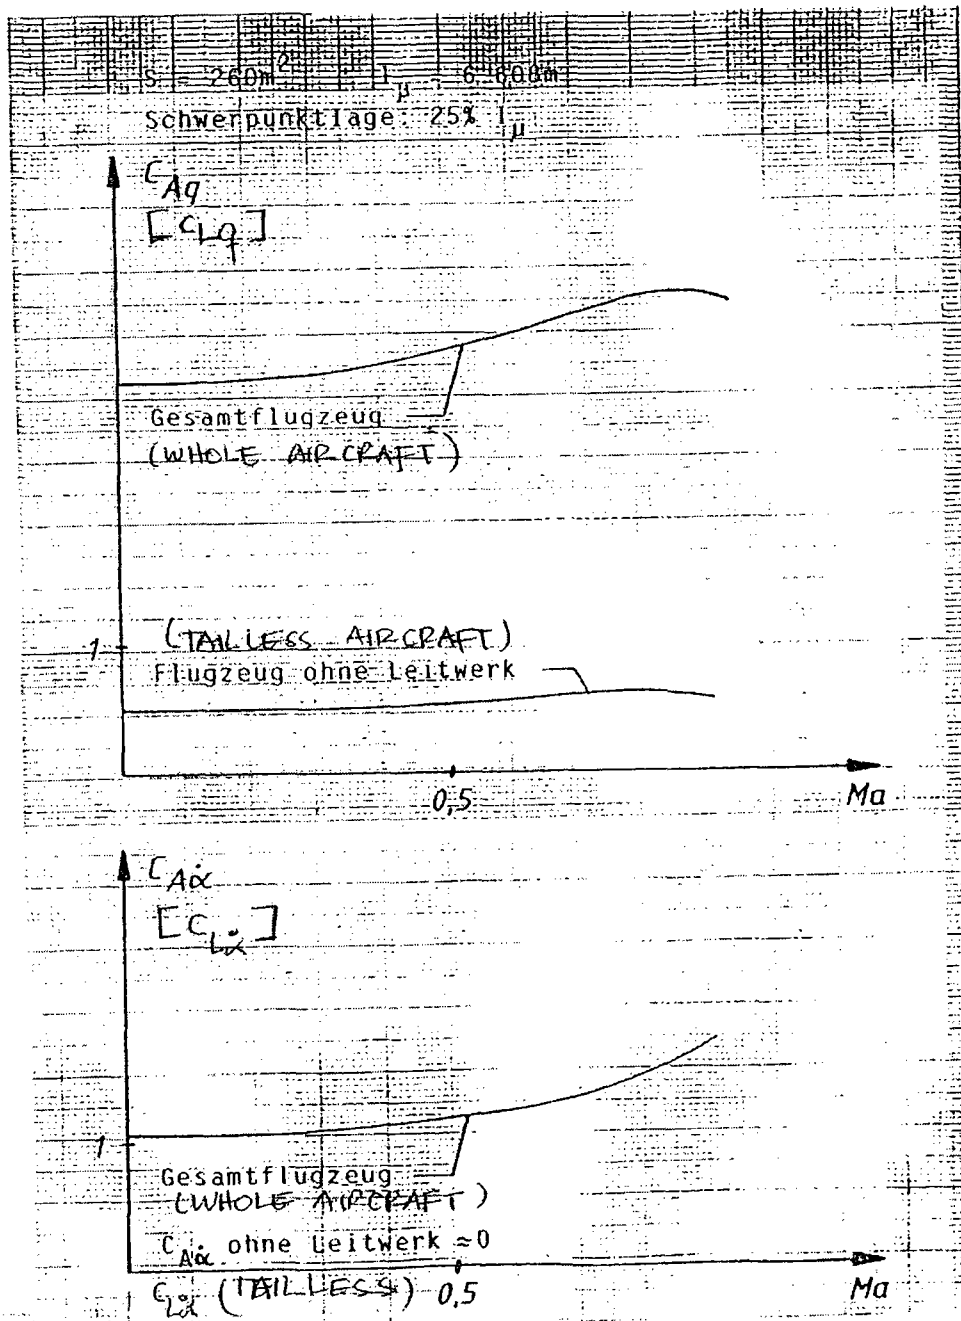 S = 260m² l_μ = 6.608m
Schwerpunktlage: 25% l_μ
C_Aq
[C_Lq]
Gesamtflugzeug
(WHOLE AIRCRAFT)
1
(TAILLESS AIRCRAFT)
Flugzeug ohne Leitwerk
0,5
Ma
C_Aα̇
[C_Lα̇]
1
Gesamtflugzeug
(WHOLE AIRCRAFT)
C_Aα̇ ohne Leitwerk ≈0
C_Lα̇ (TAILLESS) 0,5
Ma